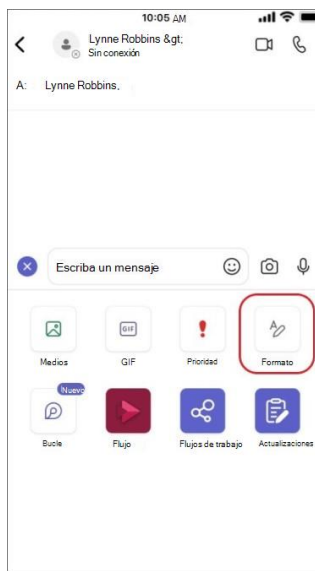 10:05 AM
Lynne Robbins &gt;
Sin conexión
A: Lynne Robbins,
Escriba un mensaje
GIF
Medios GIF Prioridad Formato
Nuevo
Bucle Flujo Flujos de trabajo Actualizaciones